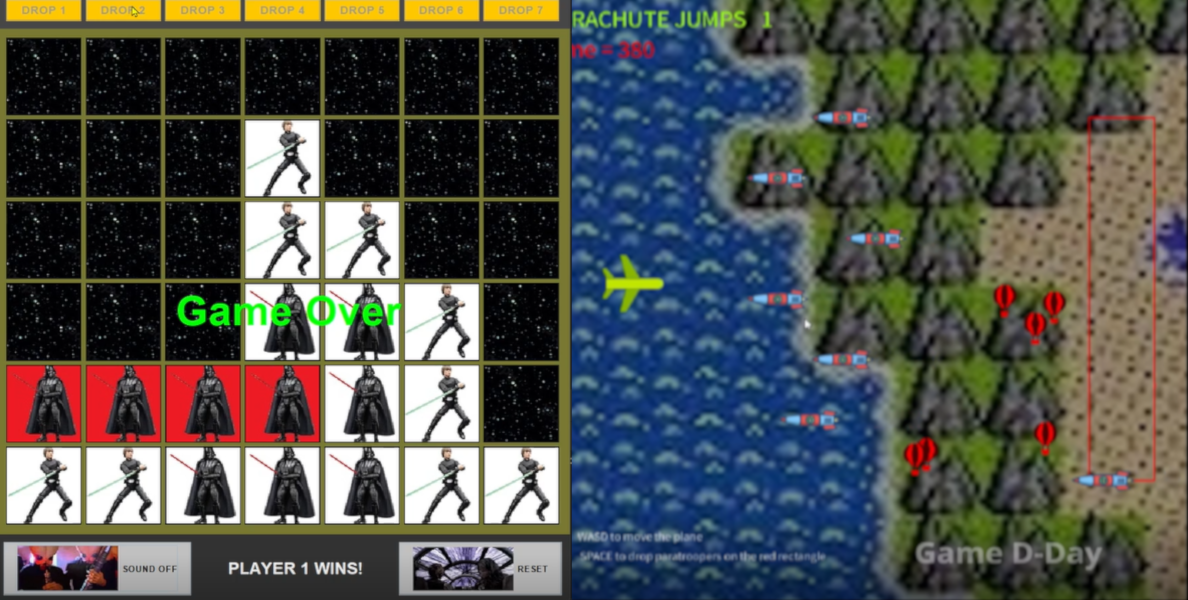 DROP 1 DROP 2 DROP 3 DROP 4 DROP 5 DROP 6 DROP 7
Game Over
SOUND OFF
PLAYER 1 WINS!
RESET
RACHUTE JUMPS 1
ne = 380
WASD to move the plane
SPACE to drop paratroopers on the red rectangle
Game D-Day